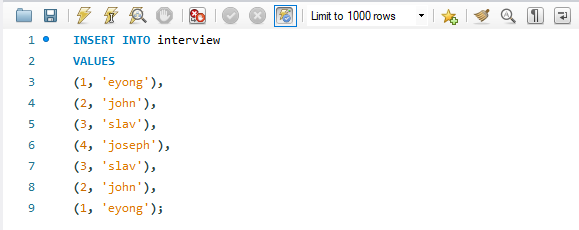 Limit to 1000 rows
1 INSERT INTO interview
2 VALUES
3 (1, 'eyong'),
4 (2, 'john'),
5 (3, 'slav'),
6 (4, 'joseph'),
7 (3, 'slav'),
8 (2, 'john'),
9 (1, 'eyong');